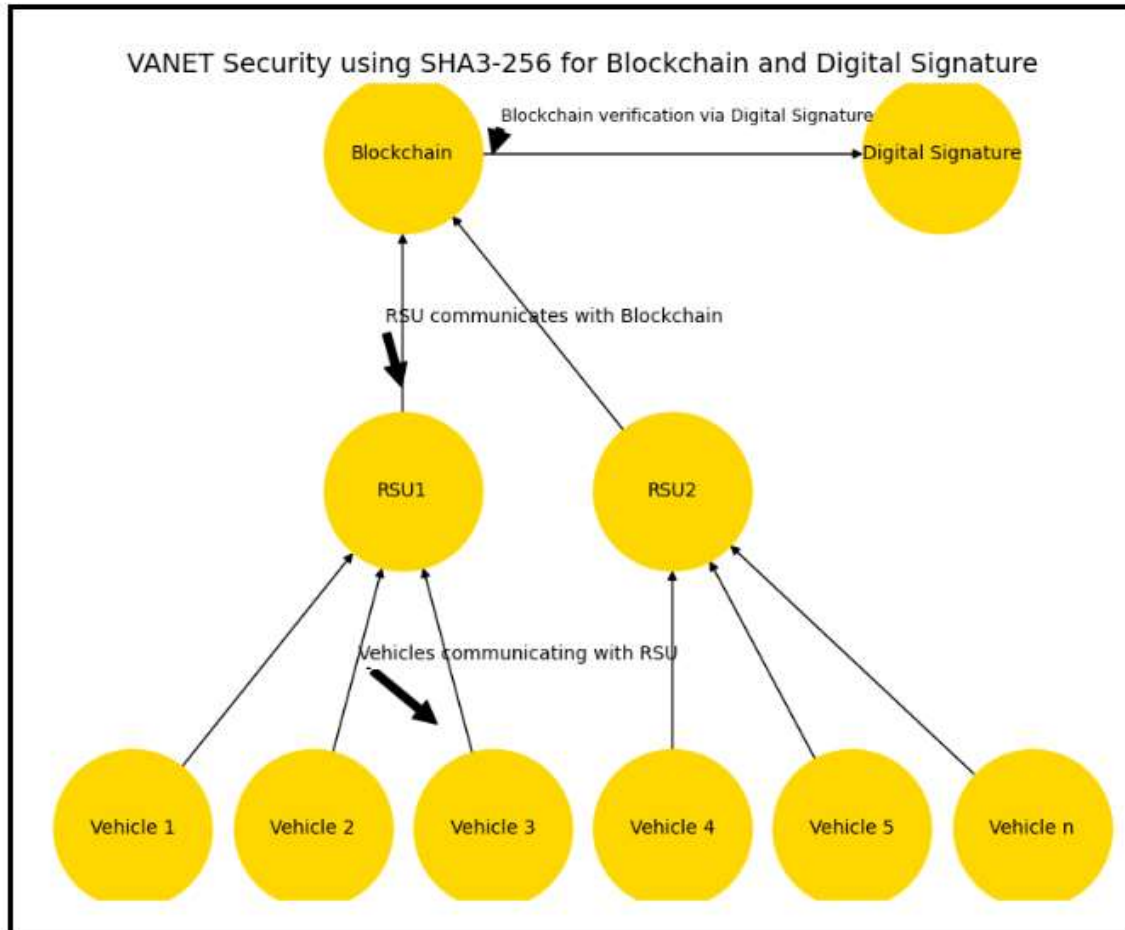 VANET Security using SHA3-256 for Blockchain and Digital Signature
Blockchain verification via Digital Signature
Blockchain
Digital Signature
RSU communicates with Blockchain
RSU1
RSU2
Vehicles communicating with RSU
Vehicle 1
Vehicle 2
Vehicle 3
Vehicle 4
Vehicle 5
Vehicle n